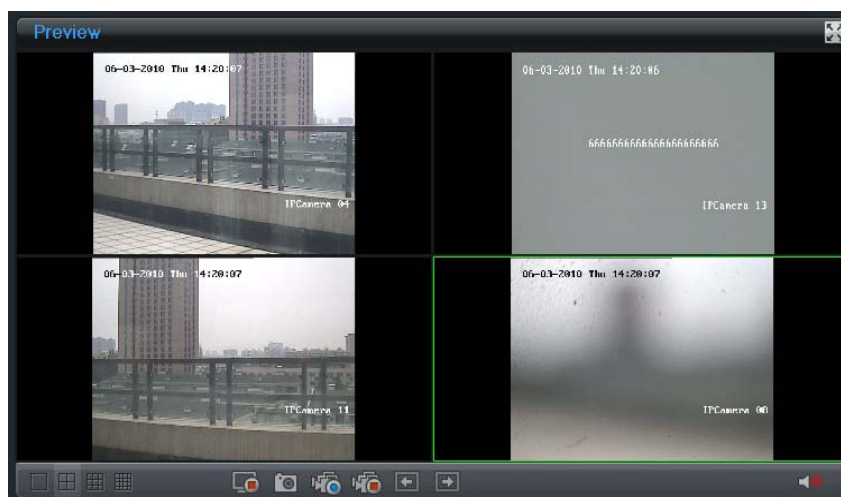 Preview
06-03-2010 Thu 14:20:07
IPCamera 04
06-03-2010 Thu 14:20:06
6666666666666666666666
IPCamera 13
06-03-2010 Thu 14:20:07
IPCamera 11
06-03-2010 Thu 14:20:07
IPCamera 08